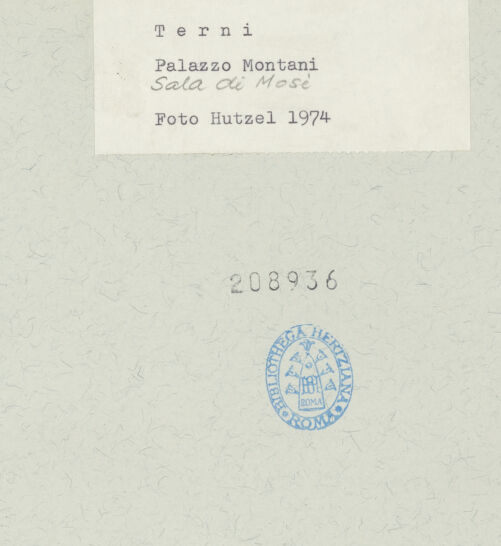 T e r n i
Palazzo Montani
Sala di Mosè
Foto Hutzel 1974
208936
BIBLIOTHECA HERTZIANA
ROMA
ROMA